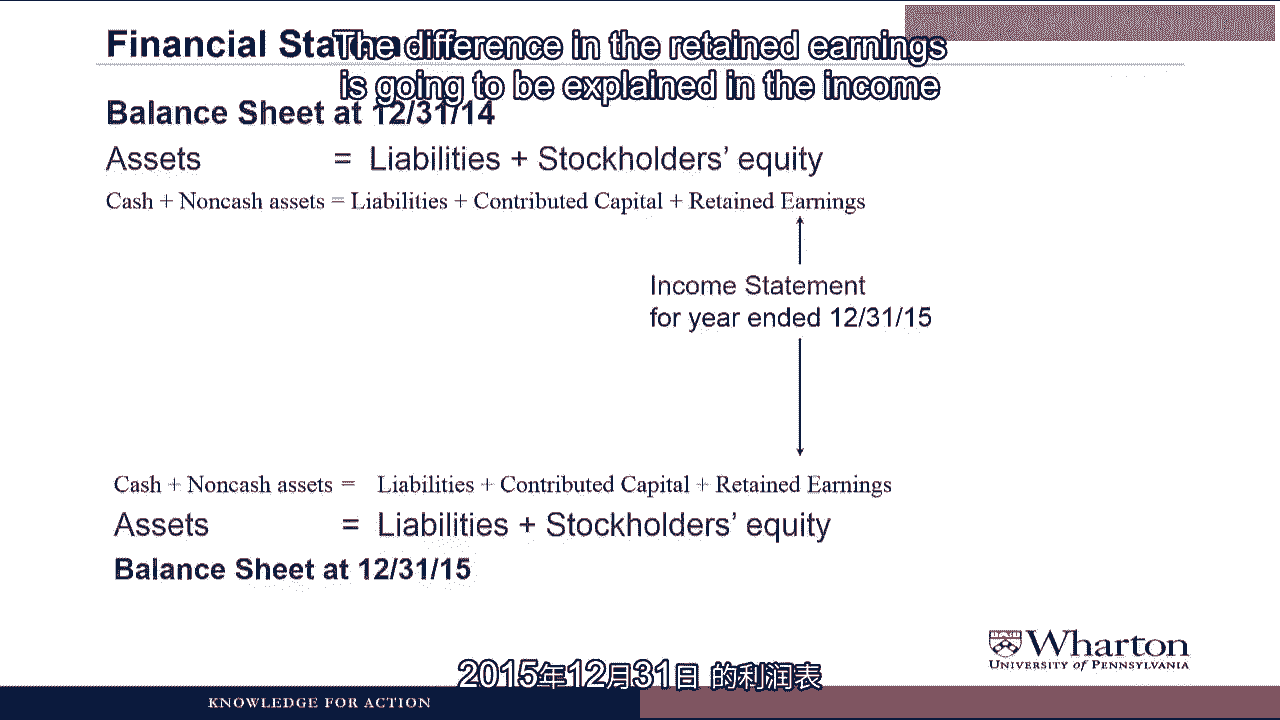 Financial Sta
The difference in the retained earnings
is going to be explained in the income
Balance Sheet at 12/31/14
Assets = Liabilities + Stockholders’ equity
Cash + Noncash assets = Liabilities + Contributed Capital + Retained Earnings
Income Statement
for year ended 12/31/15
Cash + Noncash assets = Liabilities + Contributed Capital + Retained Earnings
Assets = Liabilities + Stockholders’ equity
Balance Sheet at 12/31/15
Wharton
UNIVERSITY of PENNSYLVANIA
2015年12月31日 的利润表
KNOWLEDGE FOR ACTION